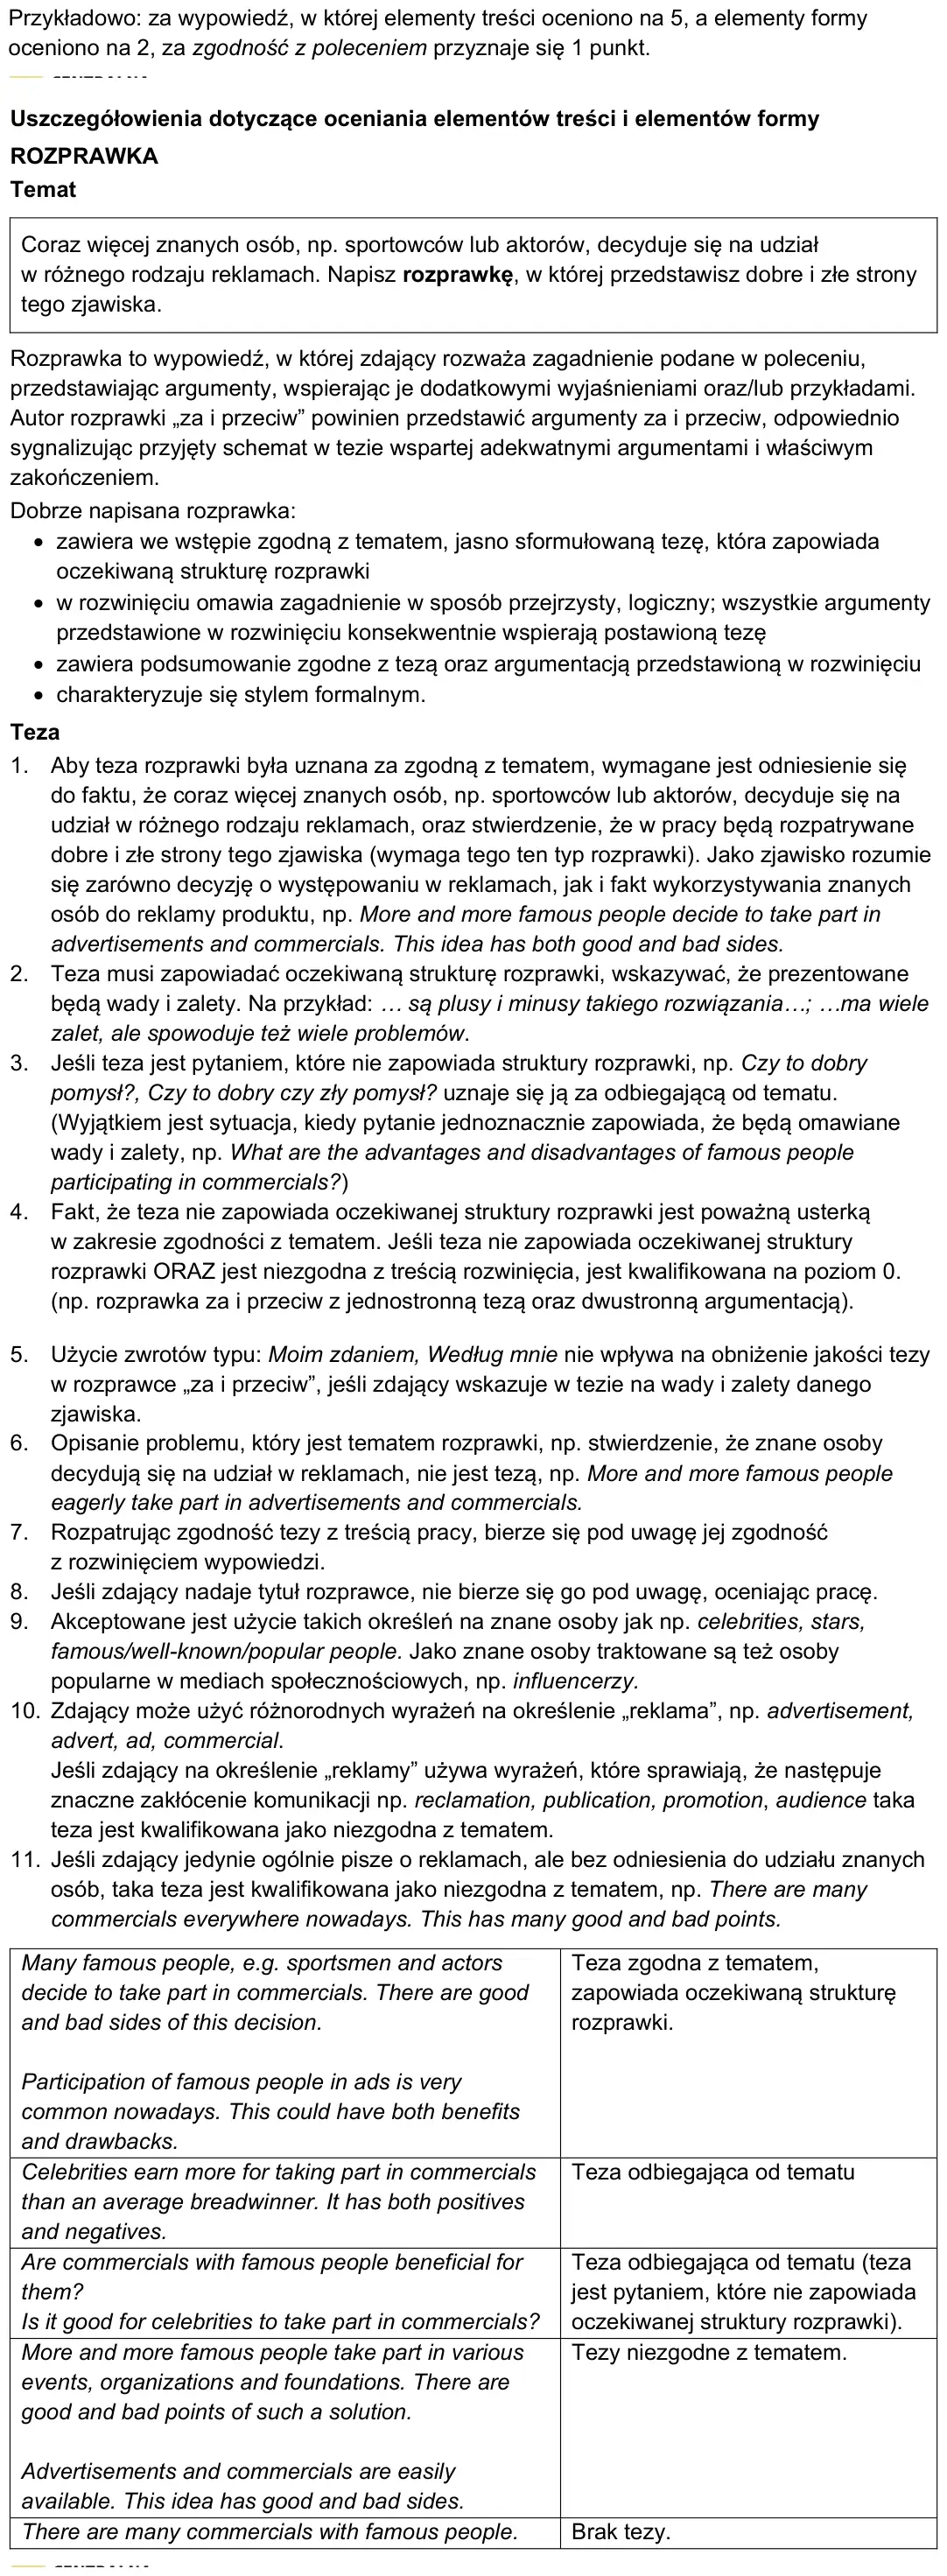 Przykładowo: za wypowiedź, w której elementy treści oceniono na 5, a elementy formy
oceniono na 2, za zgodność z poleceniem przyznaje się 1 punkt.
Uszczegółowienia dotyczące oceniania elementów treści i elementów formy
ROZPRAWKA
Temat
Coraz więcej znanych osób, np. sportowców lub aktorów, decyduje się na udział
w różnego rodzaju reklamach. Napisz rozprawkę, w której przedstawisz dobre i złe strony
tego zjawiska.
Rozprawka to wypowiedź, w której zdający rozważa zagadnienie podane w poleceniu,
przedstawiając argumenty, wspierając je dodatkowymi wyjaśnieniami oraz/lub przykładami.
Autor rozprawki „za i przeciw” powinien przedstawić argumenty za i przeciw, odpowiednio
sygnalizując przyjęty schemat w tezie wspartej adekwatnymi argumentami i właściwym
zakończeniem.
Dobrze napisana rozprawka:
• zawiera we wstępie zgodną z tematem, jasno sformułowaną tezę, która zapowiada
oczekiwaną strukturę rozprawki
• w rozwinięciu omawia zagadnienie w sposób przejrzysty, logiczny; wszystkie argumenty
przedstawione w rozwinięciu konsekwentnie wspierają postawioną tezę
• zawiera podsumowanie zgodne z tezą oraz argumentacją przedstawioną w rozwinięciu
• charakteryzuje się stylem formalnym.
Teza
1. Aby teza rozprawki była uznana za zgodną z tematem, wymagane jest odniesienie się
do faktu, że coraz więcej znanych osób, np. sportowców lub aktorów, decyduje się na
udział w różnego rodzaju reklamach, oraz stwierdzenie, że w pracy będą rozpatrywane
dobre i złe strony tego zjawiska (wymaga tego ten typ rozprawki). Jako zjawisko rozumie
się zarówno decyzję o występowaniu w reklamach, jak i fakt wykorzystywania znanych
osób do reklamy produktu, np. More and more famous people decide to take part in
advertisements and commercials. This idea has both good and bad sides.
2. Teza musi zapowiadać oczekiwaną strukturę rozprawki, wskazywać, że prezentowane
będą wady i zalety. Na przykład: … są plusy i minusy takiego rozwiązania…; …ma wiele
zalet, ale spowoduje też wiele problemów.
3. Jeśli teza jest pytaniem, które nie zapowiada struktury rozprawki, np. Czy to dobry
pomysł?, Czy to dobry czy zły pomysł? uznaje się ją za odbiegającą od tematu.
(Wyjątkiem jest sytuacja, kiedy pytanie jednoznacznie zapowiada, że będą omawiane
wady i zalety, np. What are the advantages and disadvantages of famous people
participating in commercials?)
4. Fakt, że teza nie zapowiada oczekiwanej struktury rozprawki jest poważną usterką
w zakresie zgodności z tematem. Jeśli teza nie zapowiada oczekiwanej struktury
rozprawki ORAZ jest niezgodna z treścią rozwinięcia, jest kwalifikowana na poziom 0.
(np. rozprawka za i przeciw z jednostronną tezą oraz dwustronną argumentacją).
5. Użycie zwrotów typu: Moim zdaniem, Według mnie nie wpływa na obniżenie jakości tezy
w rozprawce „za i przeciw”, jeśli zdający wskazuje w tezie na wady i zalety danego
zjawiska.
6. Opisanie problemu, który jest tematem rozprawki, np. stwierdzenie, że znane osoby
decydują się na udział w reklamach, nie jest tezą, np. More and more famous people
eagerly take part in advertisements and commercials.
7. Rozpatrując zgodność tezy z treścią pracy, bierze się pod uwagę jej zgodność
z rozwinięciem wypowiedzi.
8. Jeśli zdający nadaje tytuł rozprawce, nie bierze się go pod uwagę, oceniając pracę.
9. Akceptowane jest użycie takich określeń na znane osoby jak np. celebrities, stars,
famous/well-known/popular people. Jako znane osoby traktowane są też osoby
popularne w mediach społecznościowych, np. influencerzy.
10. Zdający może użyć różnorodnych wyrażeń na określenie „reklama”, np. advertisement,
advert, ad, commercial.
Jeśli zdający na określenie „reklamy” używa wyrażeń, które sprawiają, że następuje
znaczne zakłócenie komunikacji np. reclamation, publication, promotion, audience taka
teza jest kwalifikowana jako niezgodna z tematem.
11. Jeśli zdający jedynie ogólnie pisze o reklamach, ale bez odniesienia do udziału znanych
osób, taka teza jest kwalifikowana jako niezgodna z tematem, np. There are many
commercials everywhere nowadays. This has many good and bad points.
Many famous people, e.g. sportsmen and actors
decide to take part in commercials. There are good
and bad sides of this decision.
Participation of famous people in ads is very
common nowadays. This could have both benefits
and drawbacks.
Teza zgodna z tematem,
zapowiada oczekiwaną strukturę
rozprawki.
Celebrities earn more for taking part in commercials
than an average breadwinner. It has both positives
and negatives.
Teza odbiegająca od tematu
Are commercials with famous people beneficial for
them?
Is it good for celebrities to take part in commercials?
Teza odbiegająca od tematu (teza
jest pytaniem, które nie zapowiada
oczekiwanej struktury rozprawki).
More and more famous people take part in various
events, organizations and foundations. There are
good and bad points of such a solution.
Advertisements and commercials are easily
available. This idea has good and bad sides.
Tezy niezgodne z tematem.
There are many commercials with famous people.
Brak tezy.